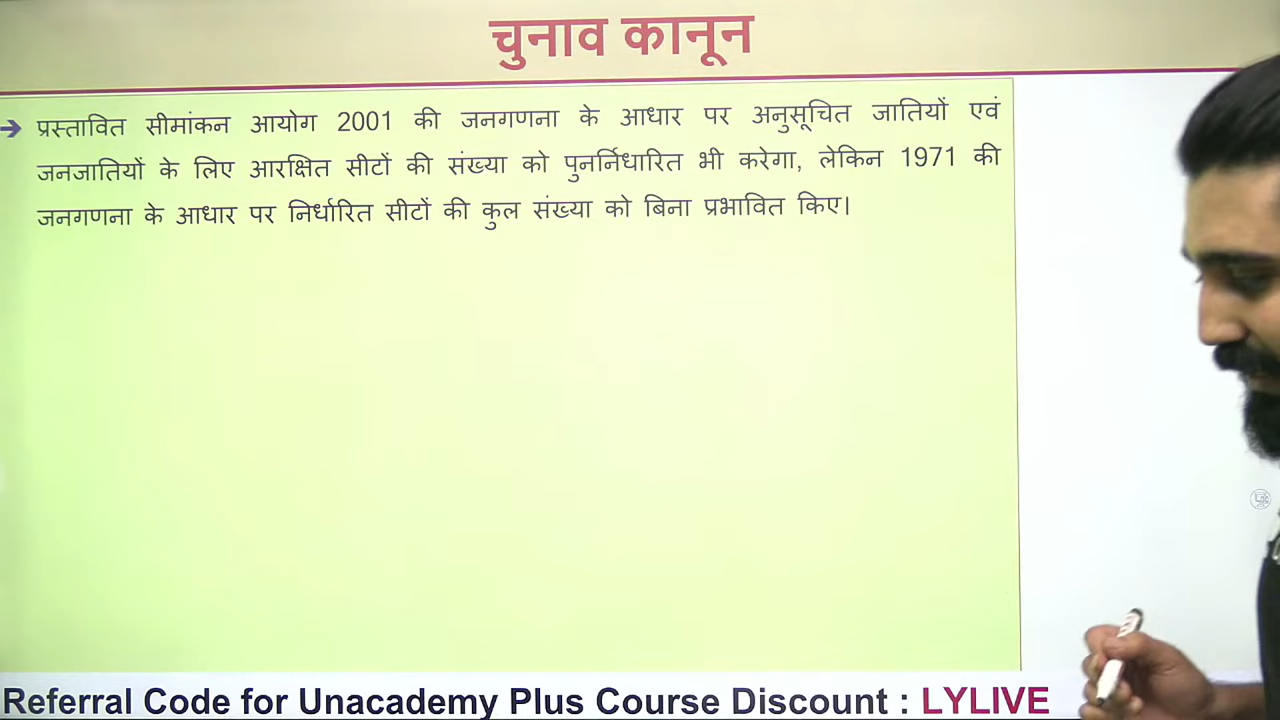 चुनाव कानून
→ प्रस्तावित सीमांकन आयोग 2001 की जनगणना के आधार पर अनुसूचित जातियों एवं
जनजातियों के लिए आरक्षित सीटों की संख्या को पुनर्निधारित भी करेगा, लेकिन 1971 की
जनगणना के आधार पर निर्धारित सीटों की कुल संख्या को बिना प्रभावित किए।
Referral Code for Unacademy Plus Course Discount : LYLIVE